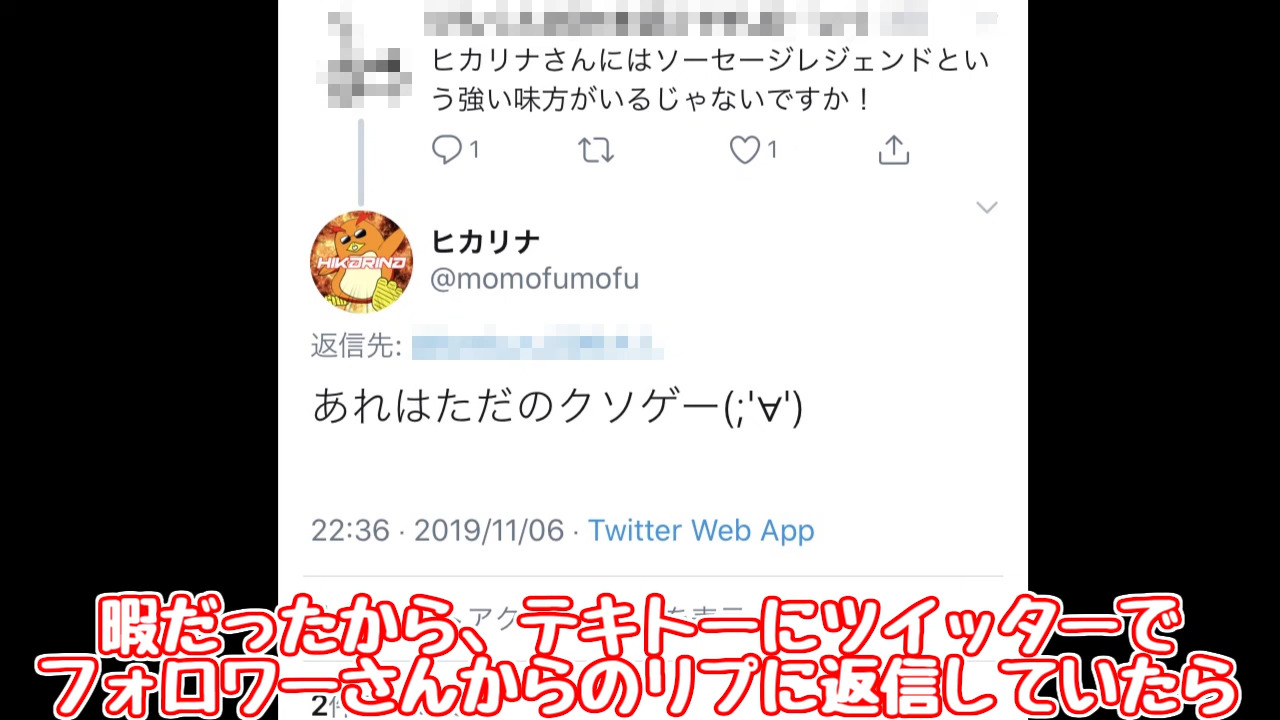 ヒカリナさんにはソーセージレジェンドとい
う強い味方がいるじゃないですか！
1
1
HIKARINA
ヒカリナ
@momofumofu
返信先:
あれはただのクソゲー(;'∀')
22:36 · 2019/11/06 · Twitter Web App
暇だったから、テキトーにツイッターで
フォロワーさんからのリプに返信していたら
2件